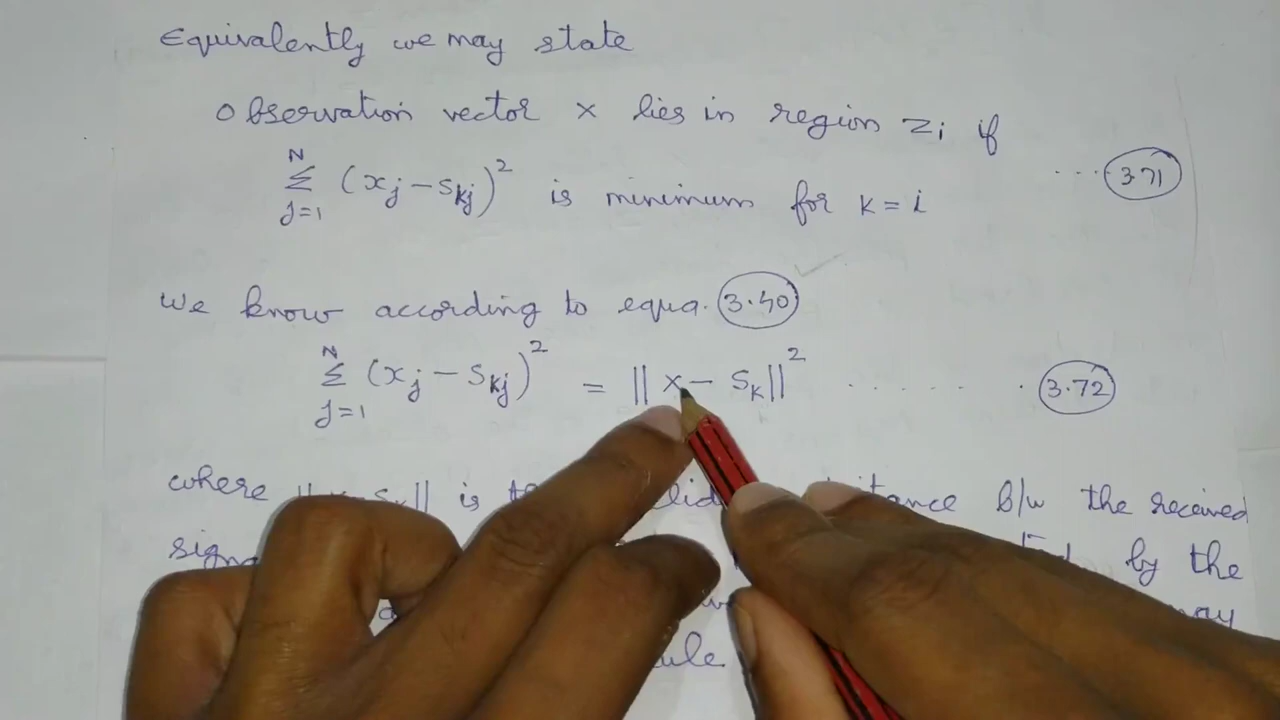 Equivalently we may state
Observation vector x lies in region Zi if
N
Σ (xj - skj)² is minimum for k = i .... 3.71
j=1
We know according to equa. 3.40
N
Σ (xj - skj)² = || x - sk ||² ....... 3.72
j=1
where || is b/w the received
by the
may